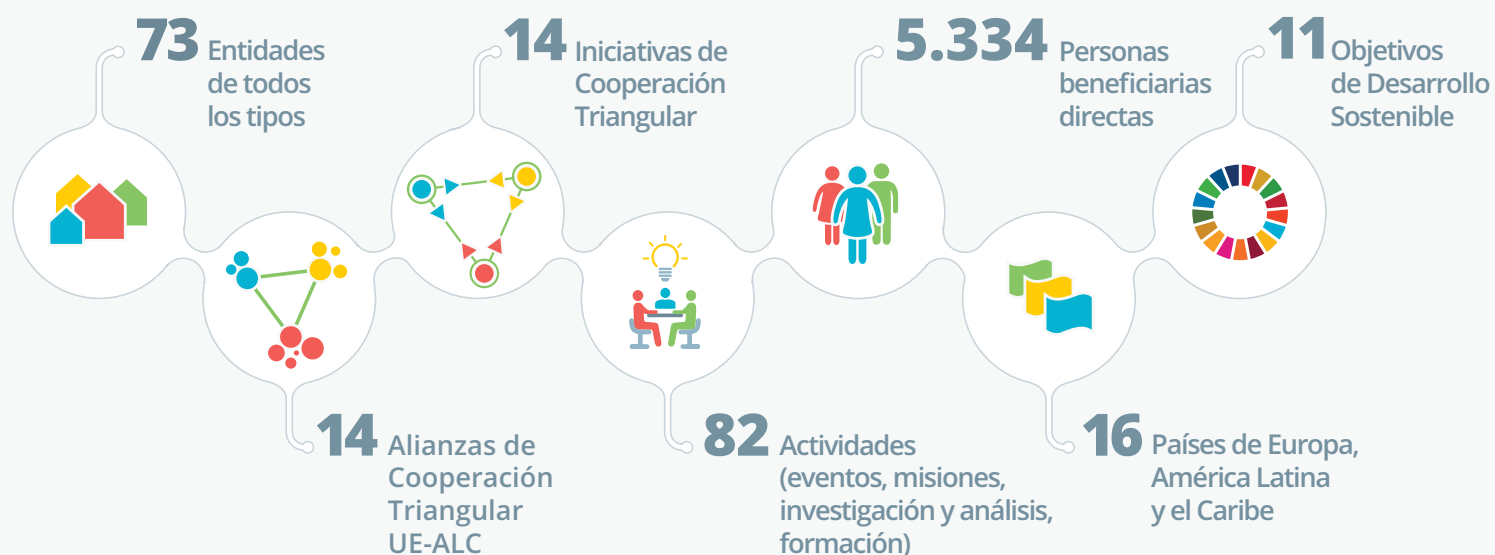 73 Entidades
de todos
los tipos
14 Iniciativas de
Cooperación
Triangular
5.334 Personas
beneficiarias
directas
11 Objetivos
de Desarrollo
Sostenible
14 Alianzas de
Cooperación
Triangular
UE-ALC
82 Actividades
(eventos, misiones,
investigación y análisis,
formación)
16 Países de Europa,
América Latina
y el Caribe